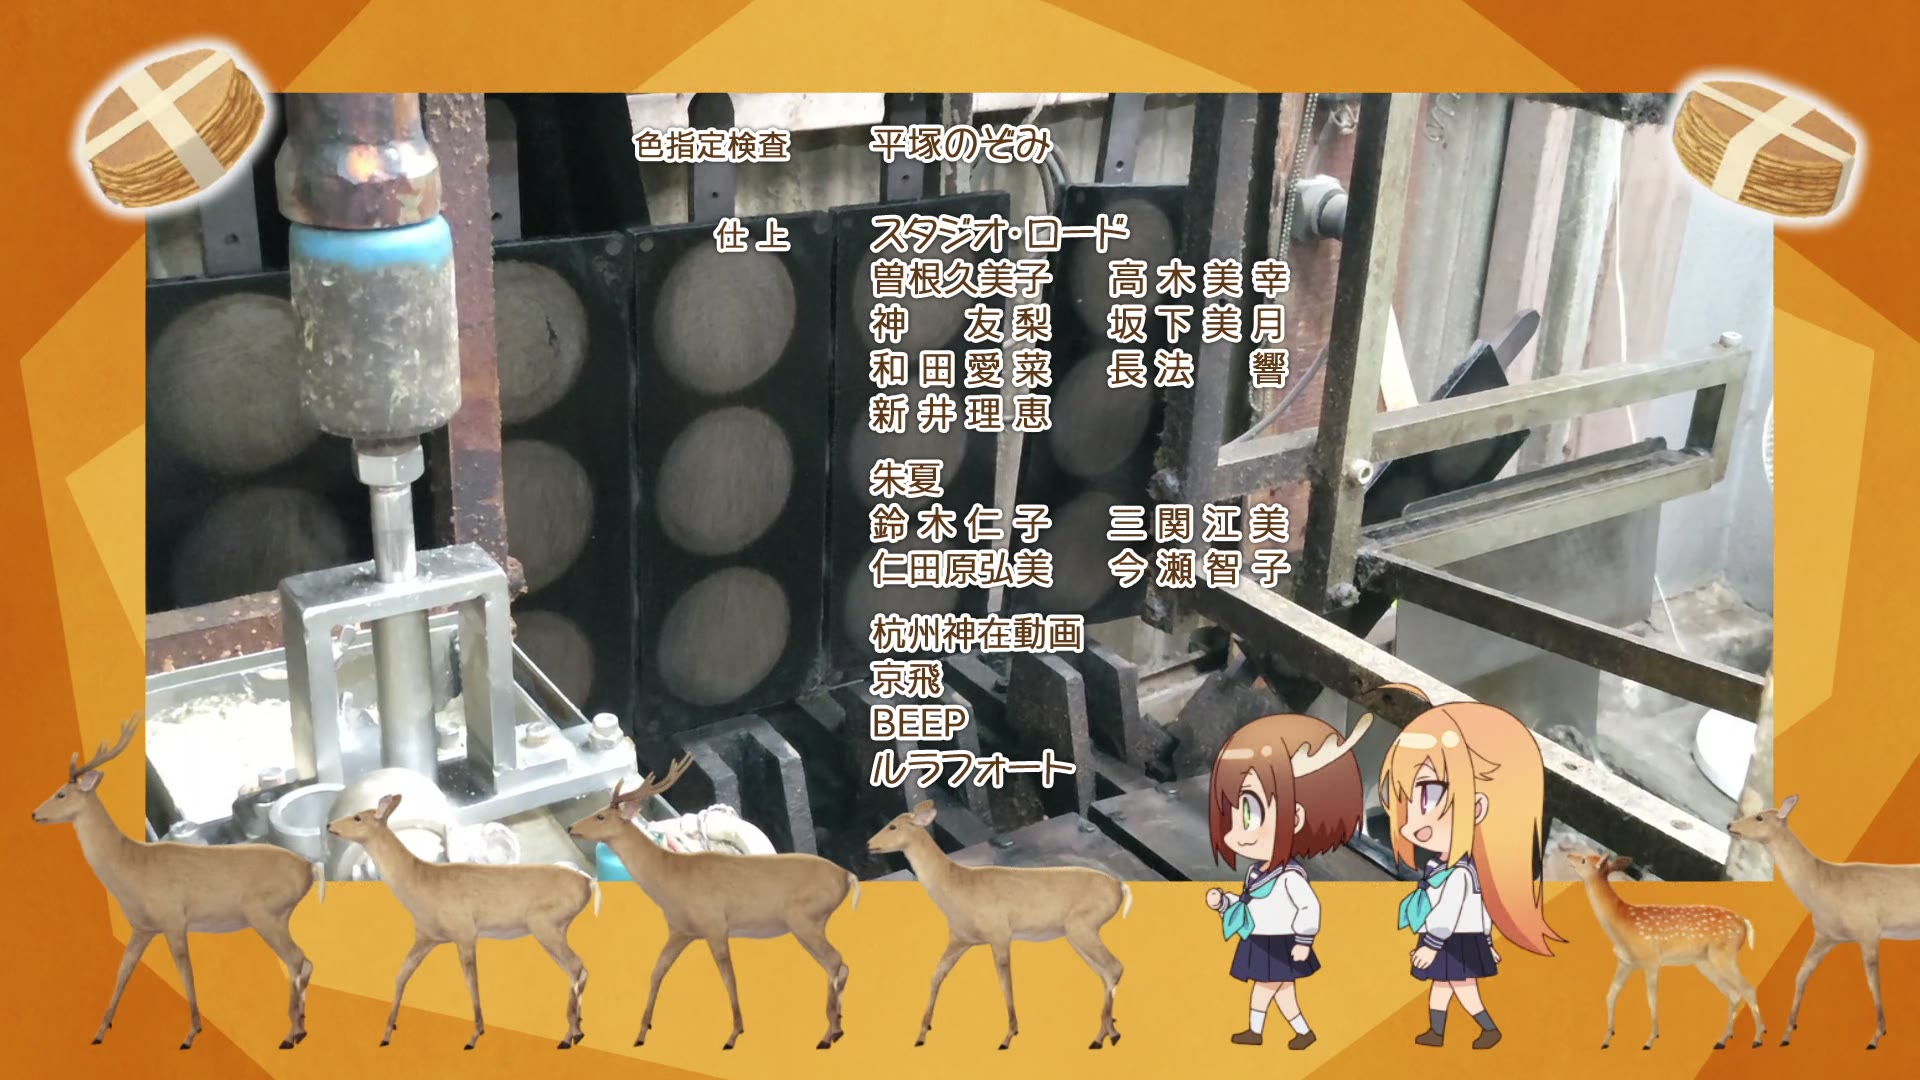 色指定検査 平塚のぞみ
仕上 スタジオ・ロード
曽根久美子 高木美幸
神 友梨 坂下美月
和田愛菜 長法 響
新井理恵
朱夏
鈴木仁子 三関江美
仁田原弘美 今瀬智子
杭州神在動画
京飛
BEEP
ルラフォート